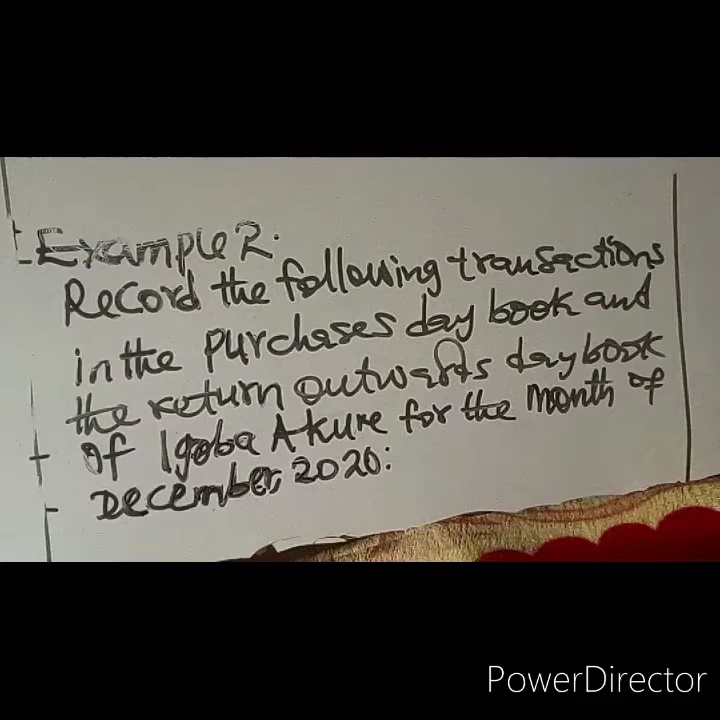 Example 2.
Record the following transactions
in the purchases day book and
the return outwards day book
of Igoba Akure for the month of
December, 2020:
PowerDirector